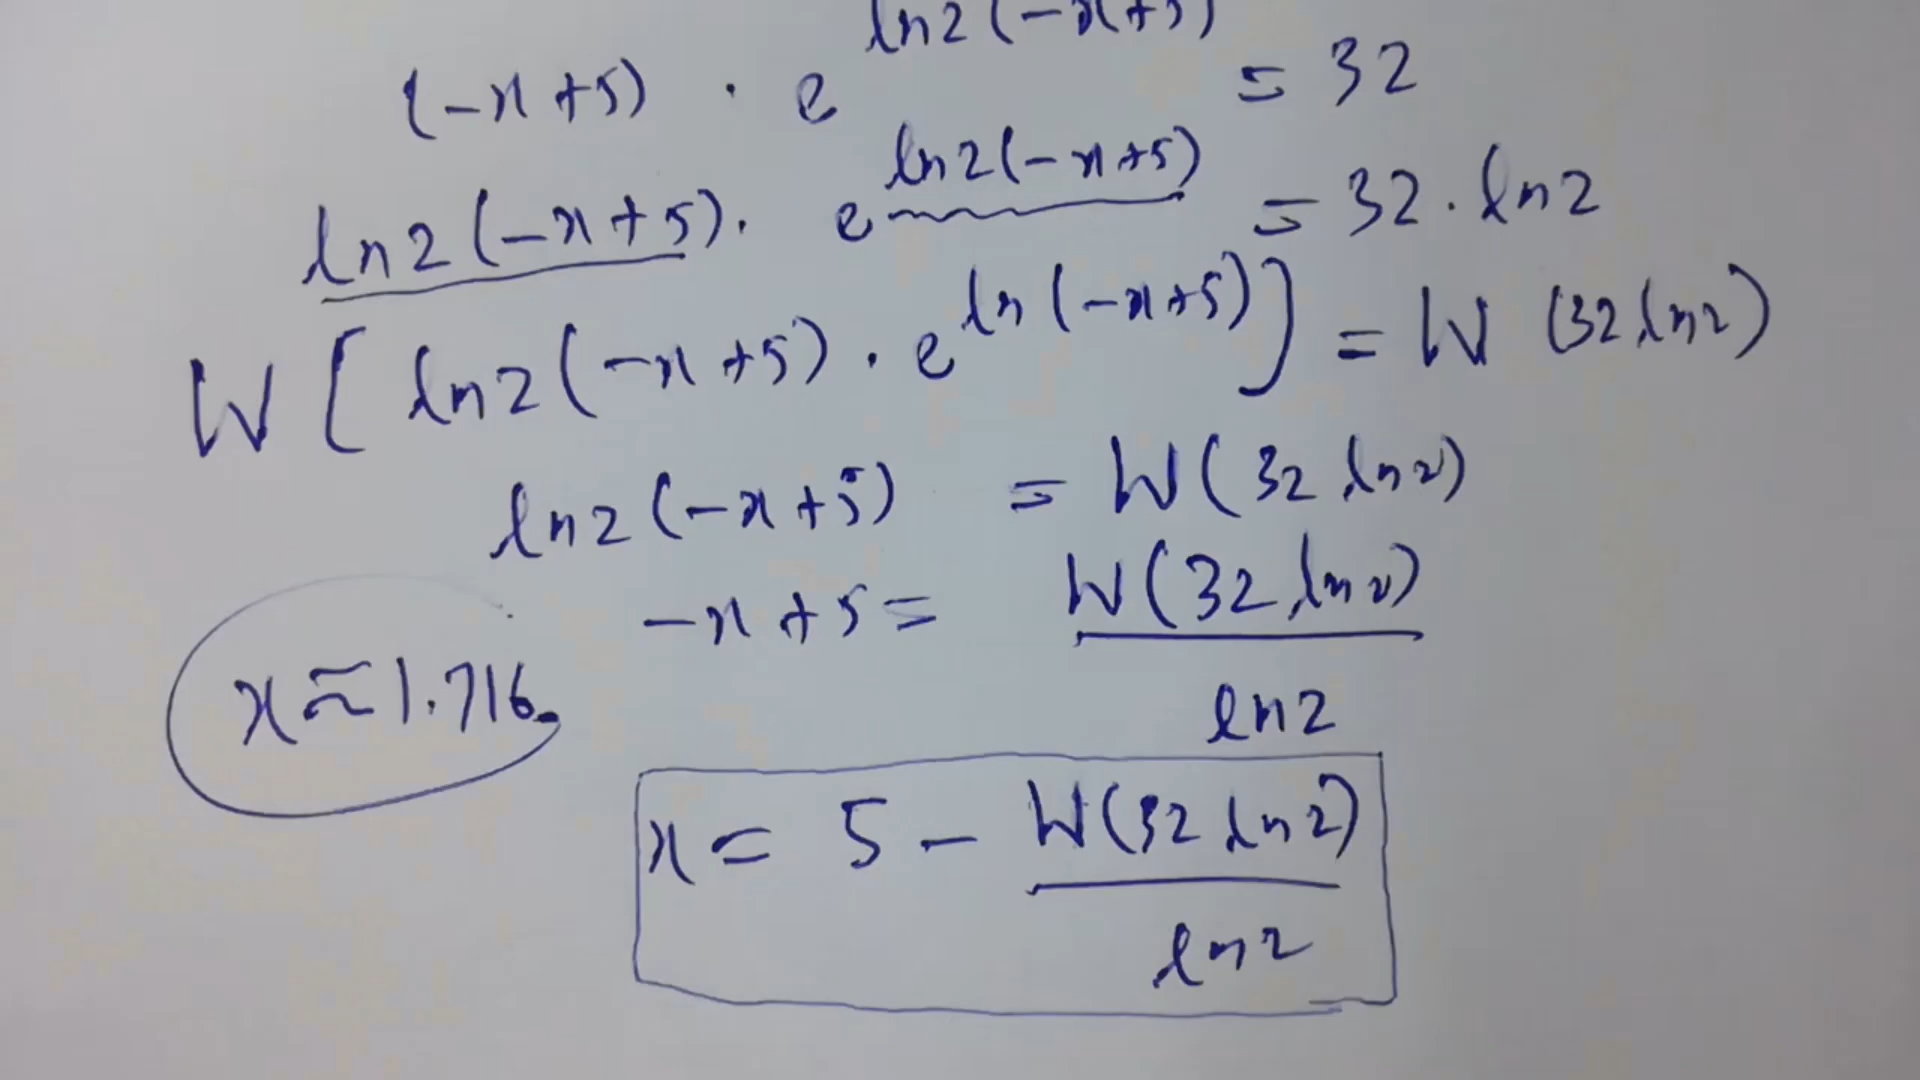 (-x+5) · e^{ln2(-x+5)} = 32
ln2(-x+5). e^{ln2(-x+5)} = 32. ln2
W [ ln2(-x+5) · e^{ln(-x+5)} ] = W (32 ln2)
ln2(-x+5) = W(32 ln2)
-x+5 = W(32 ln2)
ln2
x ≈ 1.716.
x = 5 - W(32 ln2)
ln2